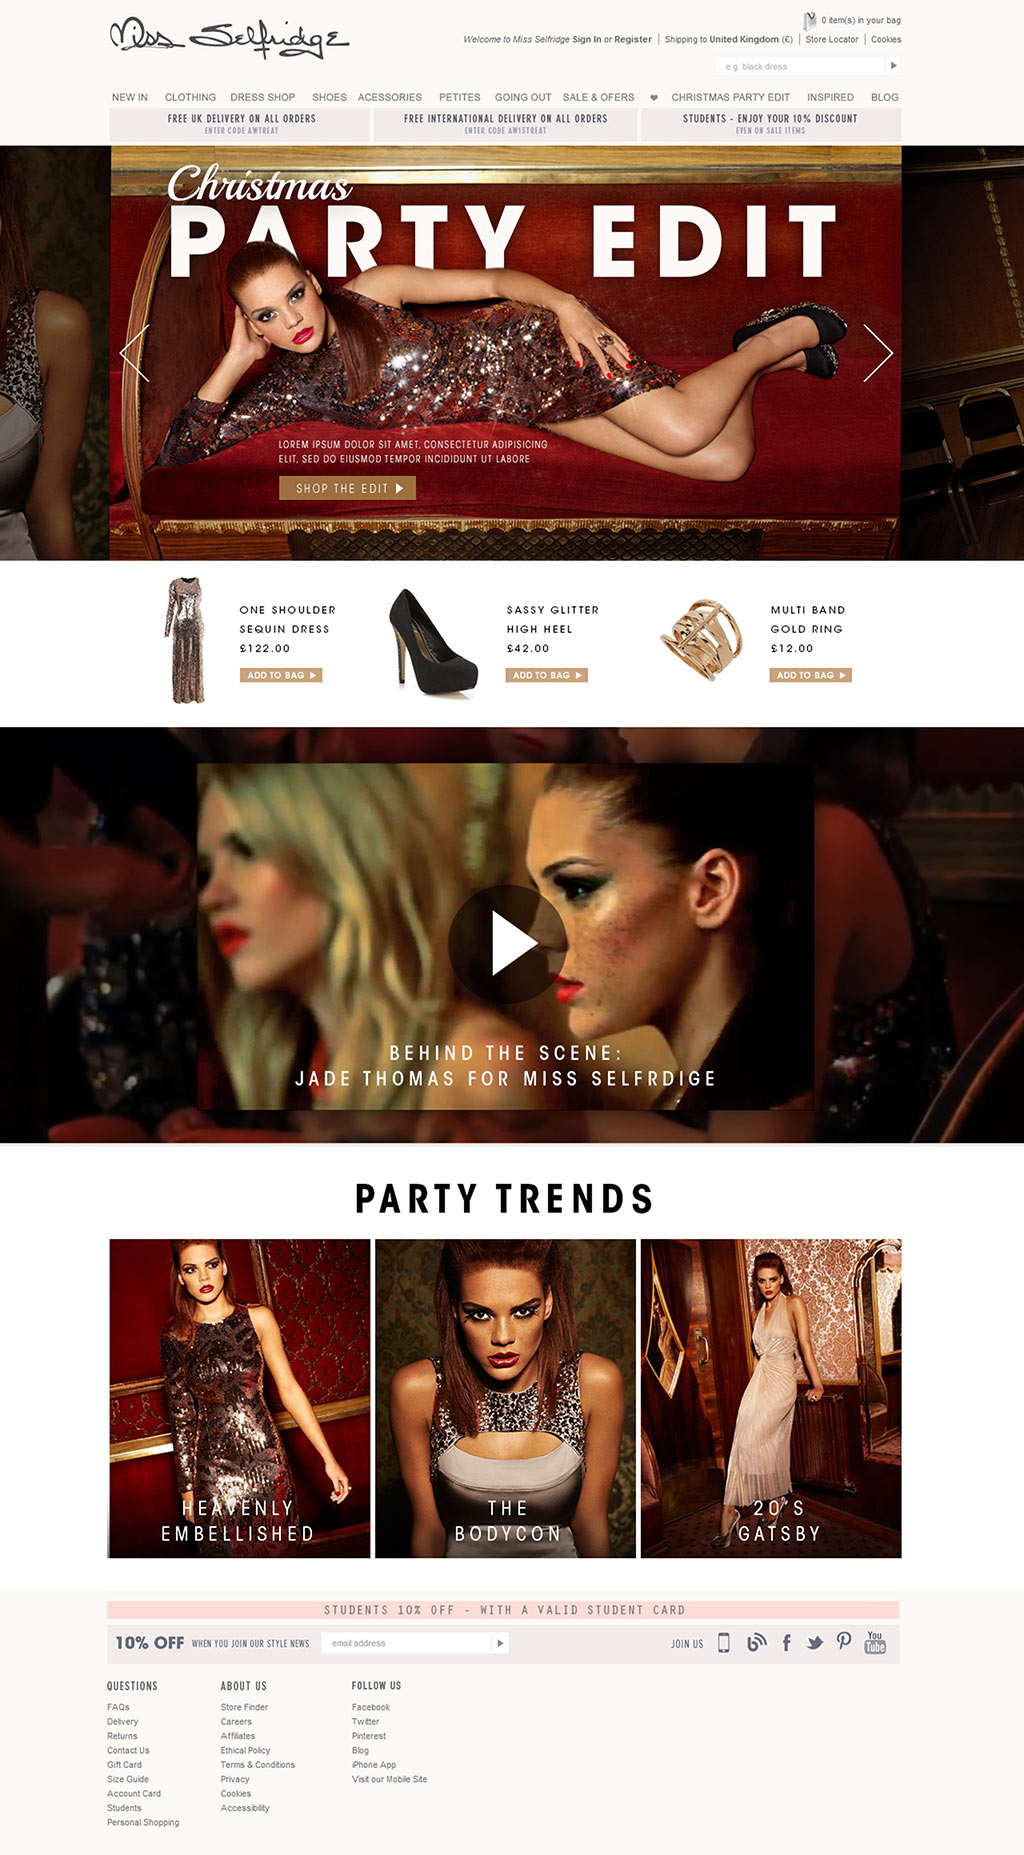 Miss Selfridge
0 item(s) in your bag
Welcome to Miss Selfridge Sign In or Register | Shipping to United Kingdom (£) | Store Locator | Cookies
e.g. black dress
NEW IN CLOTHING DRESS SHOP SHOES ACESSORIES PETITES GOING OUT SALE & OFERS ❤ CHRISTMAS PARTY EDIT INSPIRED BLOG
FREE UK DELIVERY ON ALL ORDERS
ENTER CODE AWTREAT
FREE INTERNATIONAL DELIVERY ON ALL ORDERS
ENTER CODE AW13TREAT
STUDENTS - ENJOY YOUR 10% DISCOUNT
EVEN ON SALE ITEMS
Christmas
PARTY EDIT
LOREM IPSUM DOLOR SIT AMET, CONSECTETUR ADIPISICING
ELIT, SED DO EIUSMOD TEMPOR INCIDIDUNT UT LABORE
SHOP THE EDIT
ONE SHOULDER
SEQUIN DRESS
£122.00
ADD TO BAG
SASSY GLITTER
HIGH HEEL
£42.00
ADD TO BAG
MULTI BAND
GOLD RING
£12.00
ADD TO BAG
BEHIND THE SCENE:
JADE THOMAS FOR MISS SELFRDIGE
PARTY TRENDS
HEAVENLY
EMBELLISHED
THE
BODYCON
20'S
GATSBY
STUDENTS 10% OFF - WITH A VALID STUDENT CARD
10% OFF WHEN YOU JOIN OUR STYLE NEWS
email address
JOIN US
You
Tube
QUESTIONS
FAQs
Delivery
Returns
Contact Us
Gift Card
Size Guide
Account Card
Students
Personal Shopping
ABOUT US
Store Finder
Careers
Affiliates
Ethical Policy
Terms & Conditions
Privacy
Cookies
Accessibility
FOLLOW US
Facebook
Twitter
Pinterest
Blog
iPhone App
Visit our Mobile Site